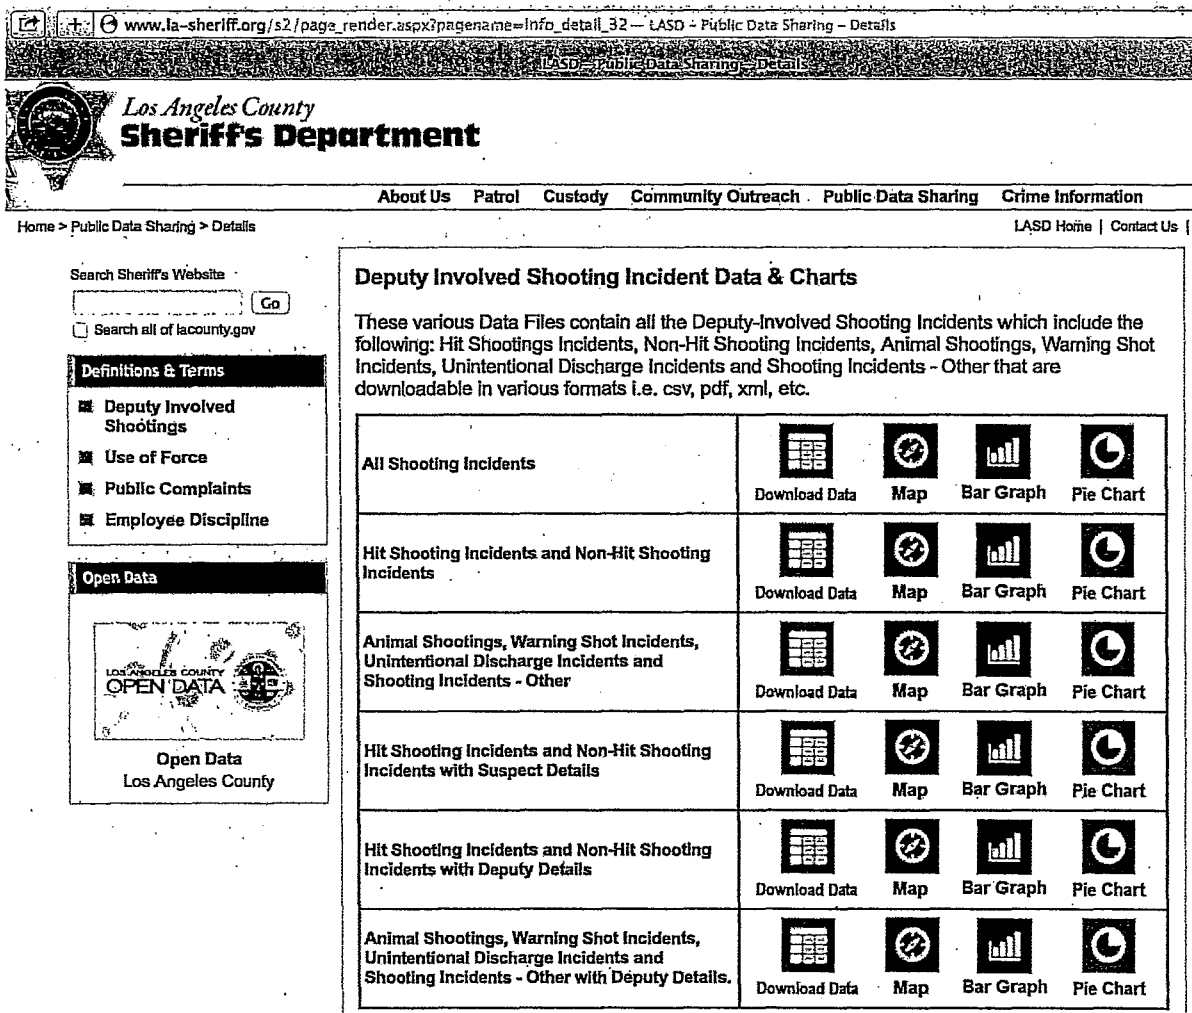 www.la-sheriff.org/s2/page_render.aspx?pagename=info_detail_32 — LASD – Public Data Sharing – Details
LASD – Public Data Sharing – Details
Los Angeles County
Sheriff's Department
About Us Patrol Custody Community Outreach Public Data Sharing Crime Information
Home > Public Data Sharing > Details
LASD Home | Contact Us |
Search Sheriff's Website
Go
Search all of lacounty.gov
Definitions & Terms
Deputy Involved
Shootings
Use of Force
Public Complaints
Employee Discipline
Open Data
LOS ANGELES COUNTY
OPEN DATA
Open Data
Los Angeles County
Deputy Involved Shooting Incident Data & Charts
These various Data Files contain all the Deputy-Involved Shooting Incidents which include the
following: Hit Shootings Incidents, Non-Hit Shooting Incidents, Animal Shootings, Warning Shot
Incidents, Unintentional Discharge Incidents and Shooting Incidents - Other that are
downloadable in various formats i.e. csv, pdf, xml, etc.
All Shooting Incidents
Download Data Map Bar Graph Pie Chart
Hit Shooting Incidents and Non-Hit Shooting
Incidents
Download Data Map Bar Graph Pie Chart
Animal Shootings, Warning Shot Incidents,
Unintentional Discharge Incidents and
Shooting Incidents - Other
Download Data Map Bar Graph Pie Chart
Hit Shooting Incidents and Non-Hit Shooting
Incidents with Suspect Details
Download Data Map Bar Graph Pie Chart
Hit Shooting Incidents and Non-Hit Shooting
Incidents with Deputy Details
Download Data Map Bar Graph Pie Chart
Animal Shootings, Warning Shot Incidents,
Unintentional Discharge Incidents and
Shooting Incidents - Other with Deputy Details.
Download Data Map Bar Graph Pie Chart